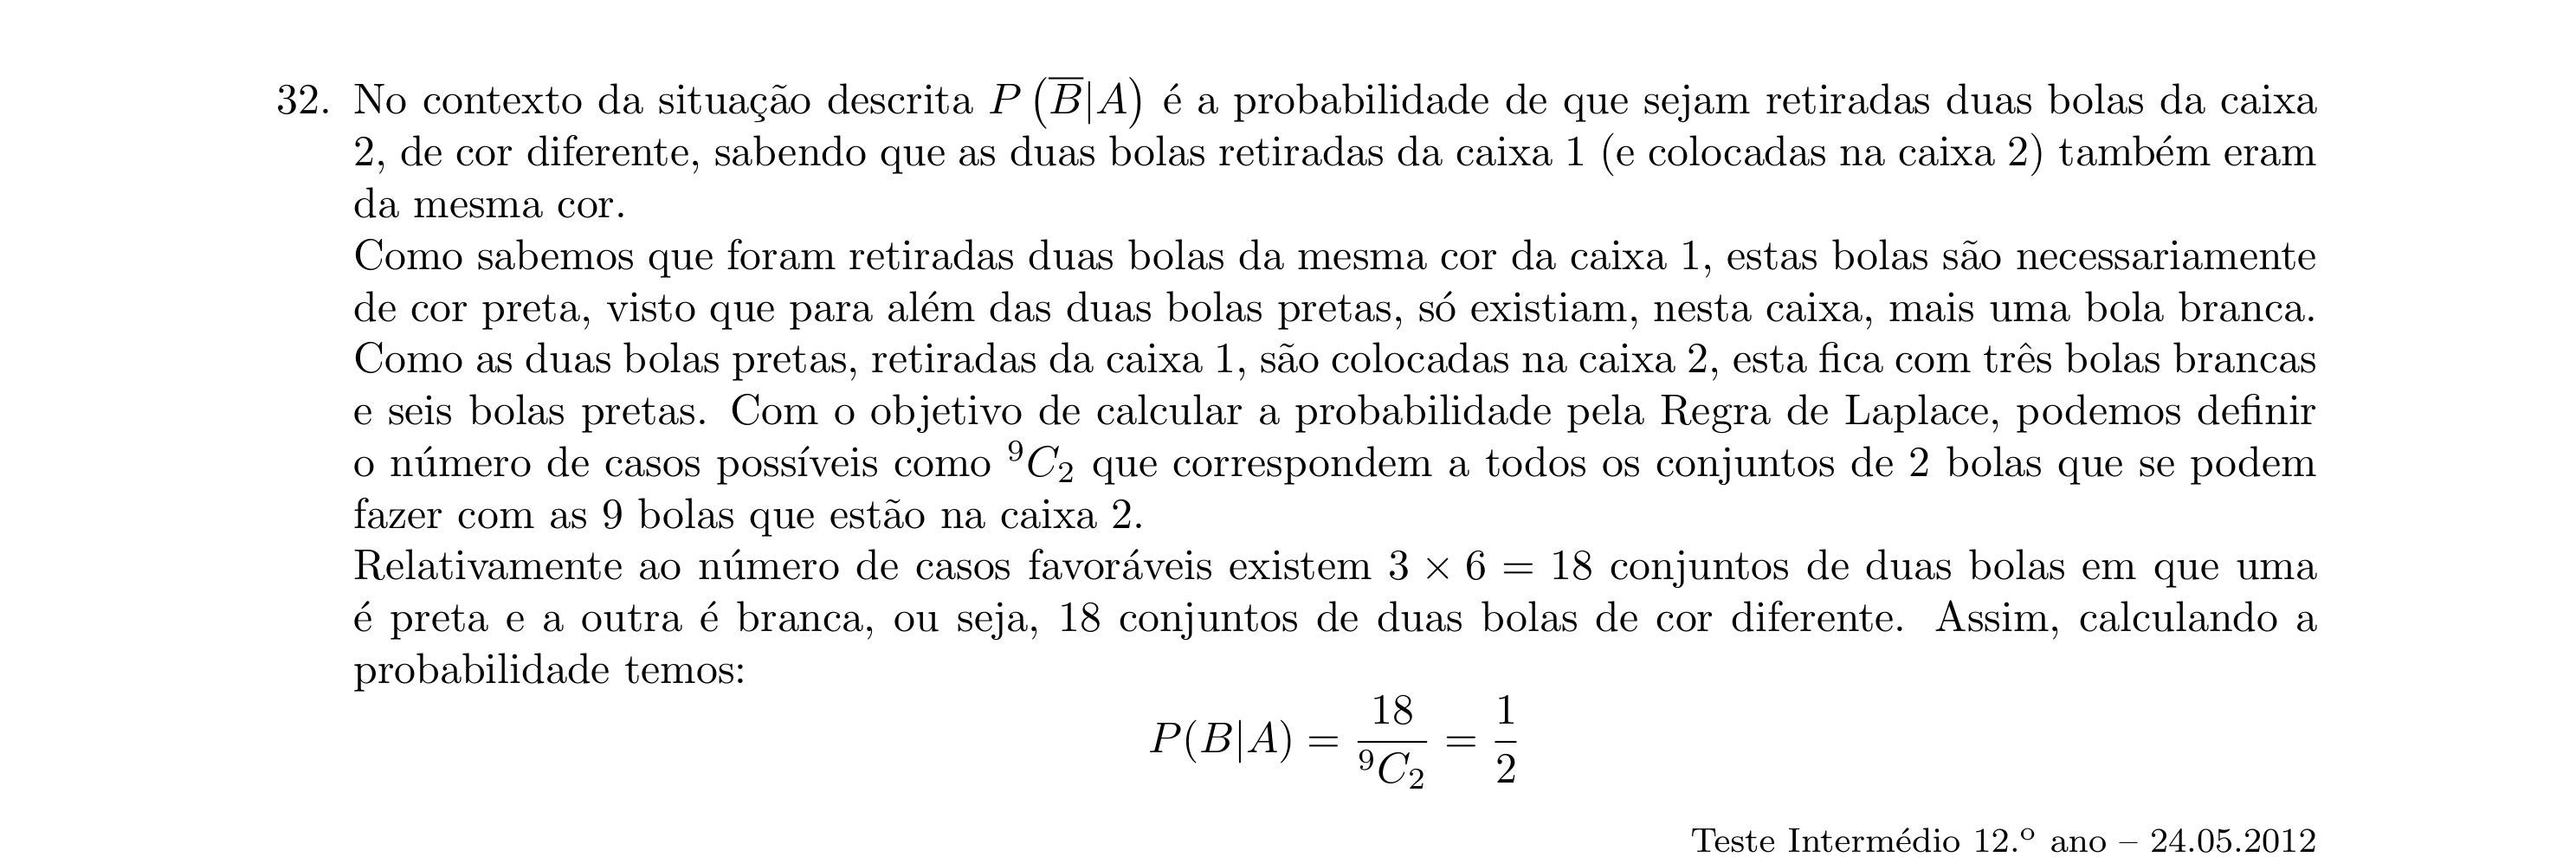 32. No contexto da situação descrita $P\left(\overline{B}|A\right)$ é a probabilidade de que sejam retiradas duas bolas da caixa
2, de cor diferente, sabendo que as duas bolas retiradas da caixa 1 (e colocadas na caixa 2) também eram
da mesma cor.
Como sabemos que foram retiradas duas bolas da mesma cor da caixa 1, estas bolas são necessariamente
de cor preta, visto que para além das duas bolas pretas, só existiam, nesta caixa, mais uma bola branca.
Como as duas bolas pretas, retiradas da caixa 1, são colocadas na caixa 2, esta fica com três bolas brancas
e seis bolas pretas. Com o objetivo de calcular a probabilidade pela Regra de Laplace, podemos definir
o número de casos possíveis como $^9C_2$ que correspondem a todos os conjuntos de 2 bolas que se podem
fazer com as 9 bolas que estão na caixa 2.
Relativamente ao número de casos favoráveis existem $3 \times 6 = 18$ conjuntos de duas bolas em que uma
é preta e a outra é branca, ou seja, 18 conjuntos de duas bolas de cor diferente. Assim, calculando a
probabilidade temos:
$P(B|A) = \frac{18}{^9C_2} = \frac{1}{2}$
Teste Intermédio 12.º ano – 24.05.2012